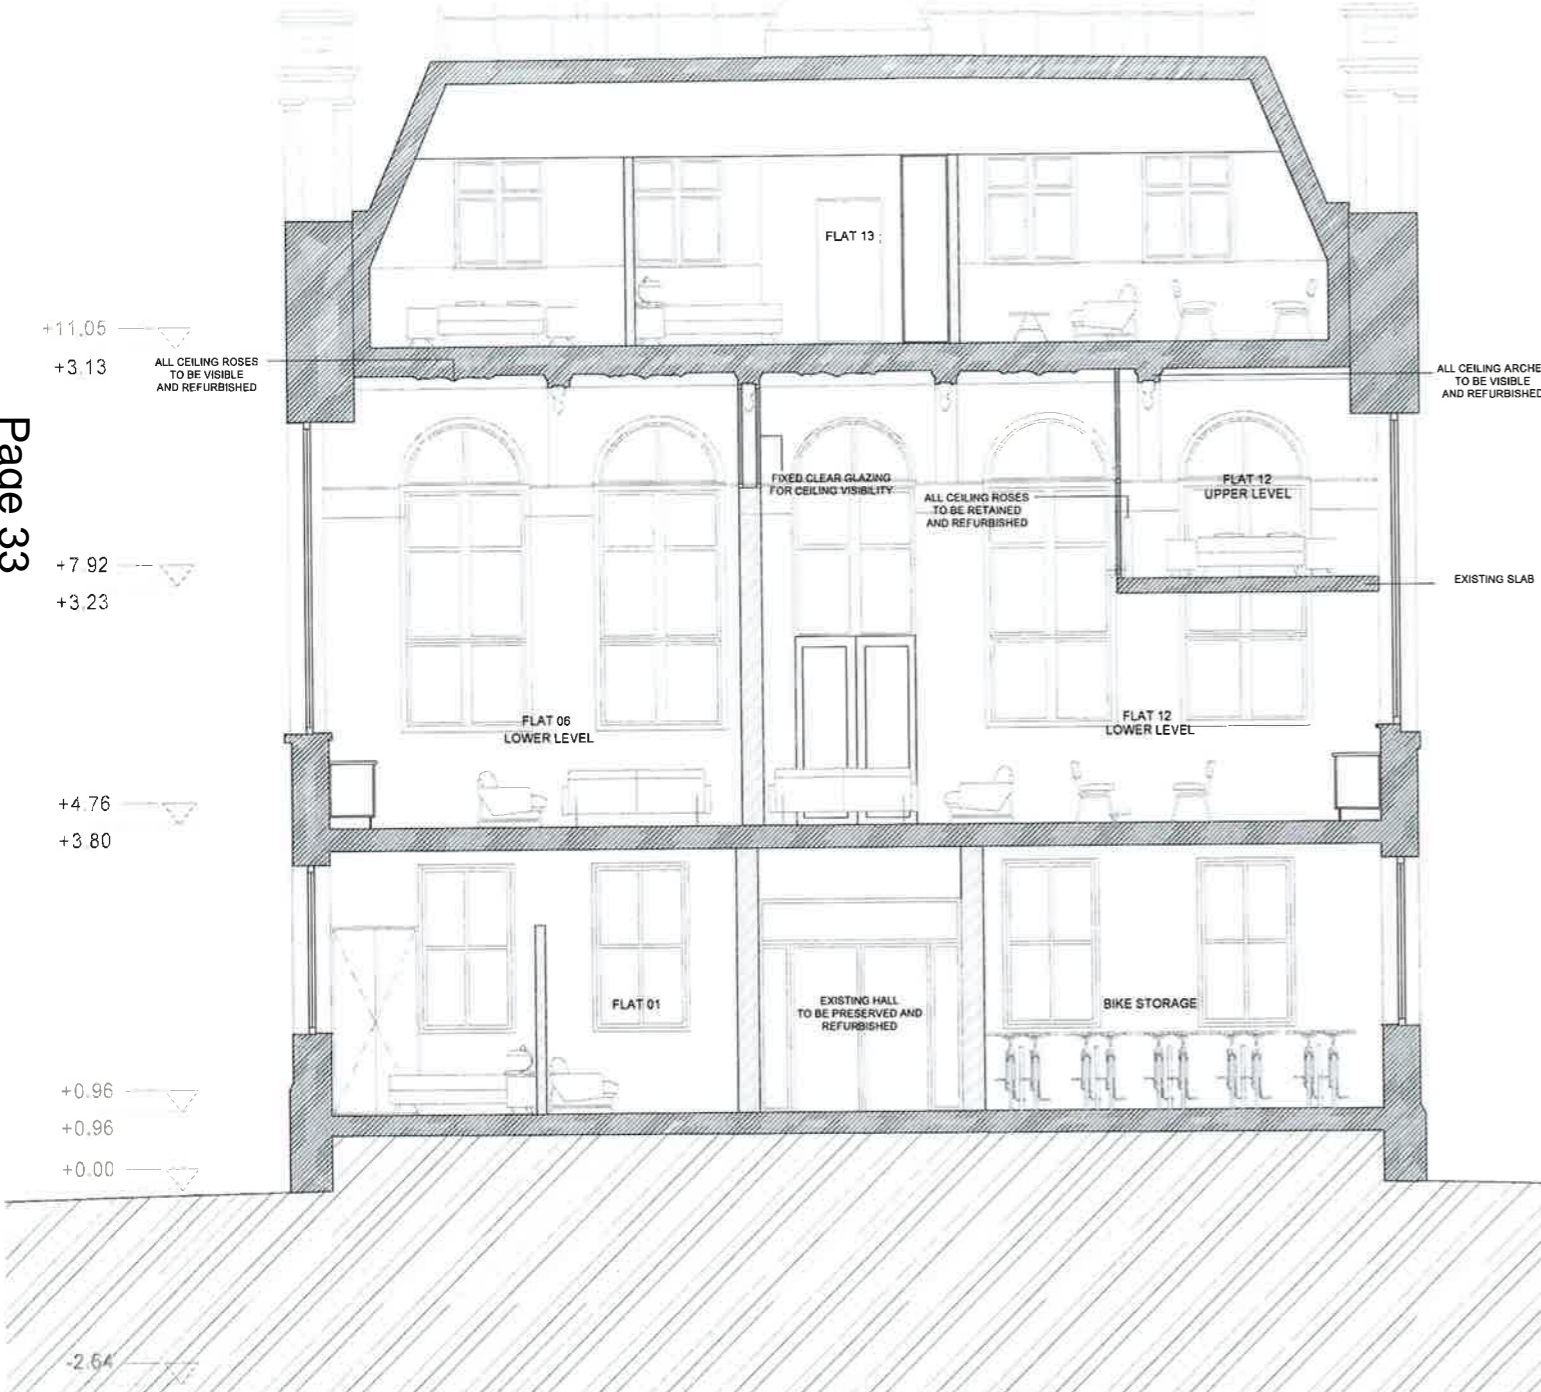 FLAT 13
+11.05
+3.13
ALL CEILING ROSES
TO BE VISIBLE
AND REFURBISHED
ALL CEILING ARCHE
TO BE VISIBLE
AND REFURBISHED
Page 33
FIXED CLEAR GLAZING
FOR CEILING VISIBILITY
ALL CEILING ROSES
TO BE RETAINED
AND REFURBISHED
FLAT 12
UPPER LEVEL
+7.92
+3.23
EXISTING SLAB
FLAT 06
LOWER LEVEL
FLAT 12
LOWER LEVEL
+4.76
+3.80
FLAT 01
EXISTING HALL
TO BE PRESERVED AND
REFURBISHED
BIKE STORAGE
+0.96
+0.96
+0.00
-2.64